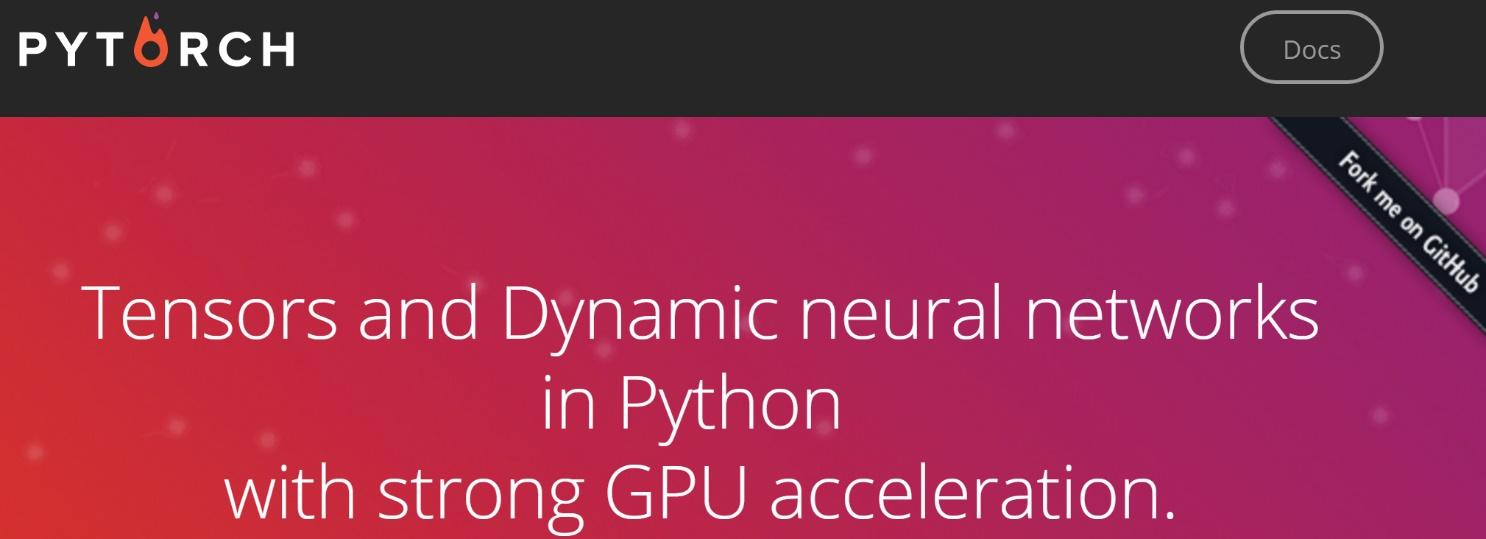 PYTORCH
Docs
Fork me on GitHub
Tensors and Dynamic neural networks
in Python
with strong GPU acceleration.